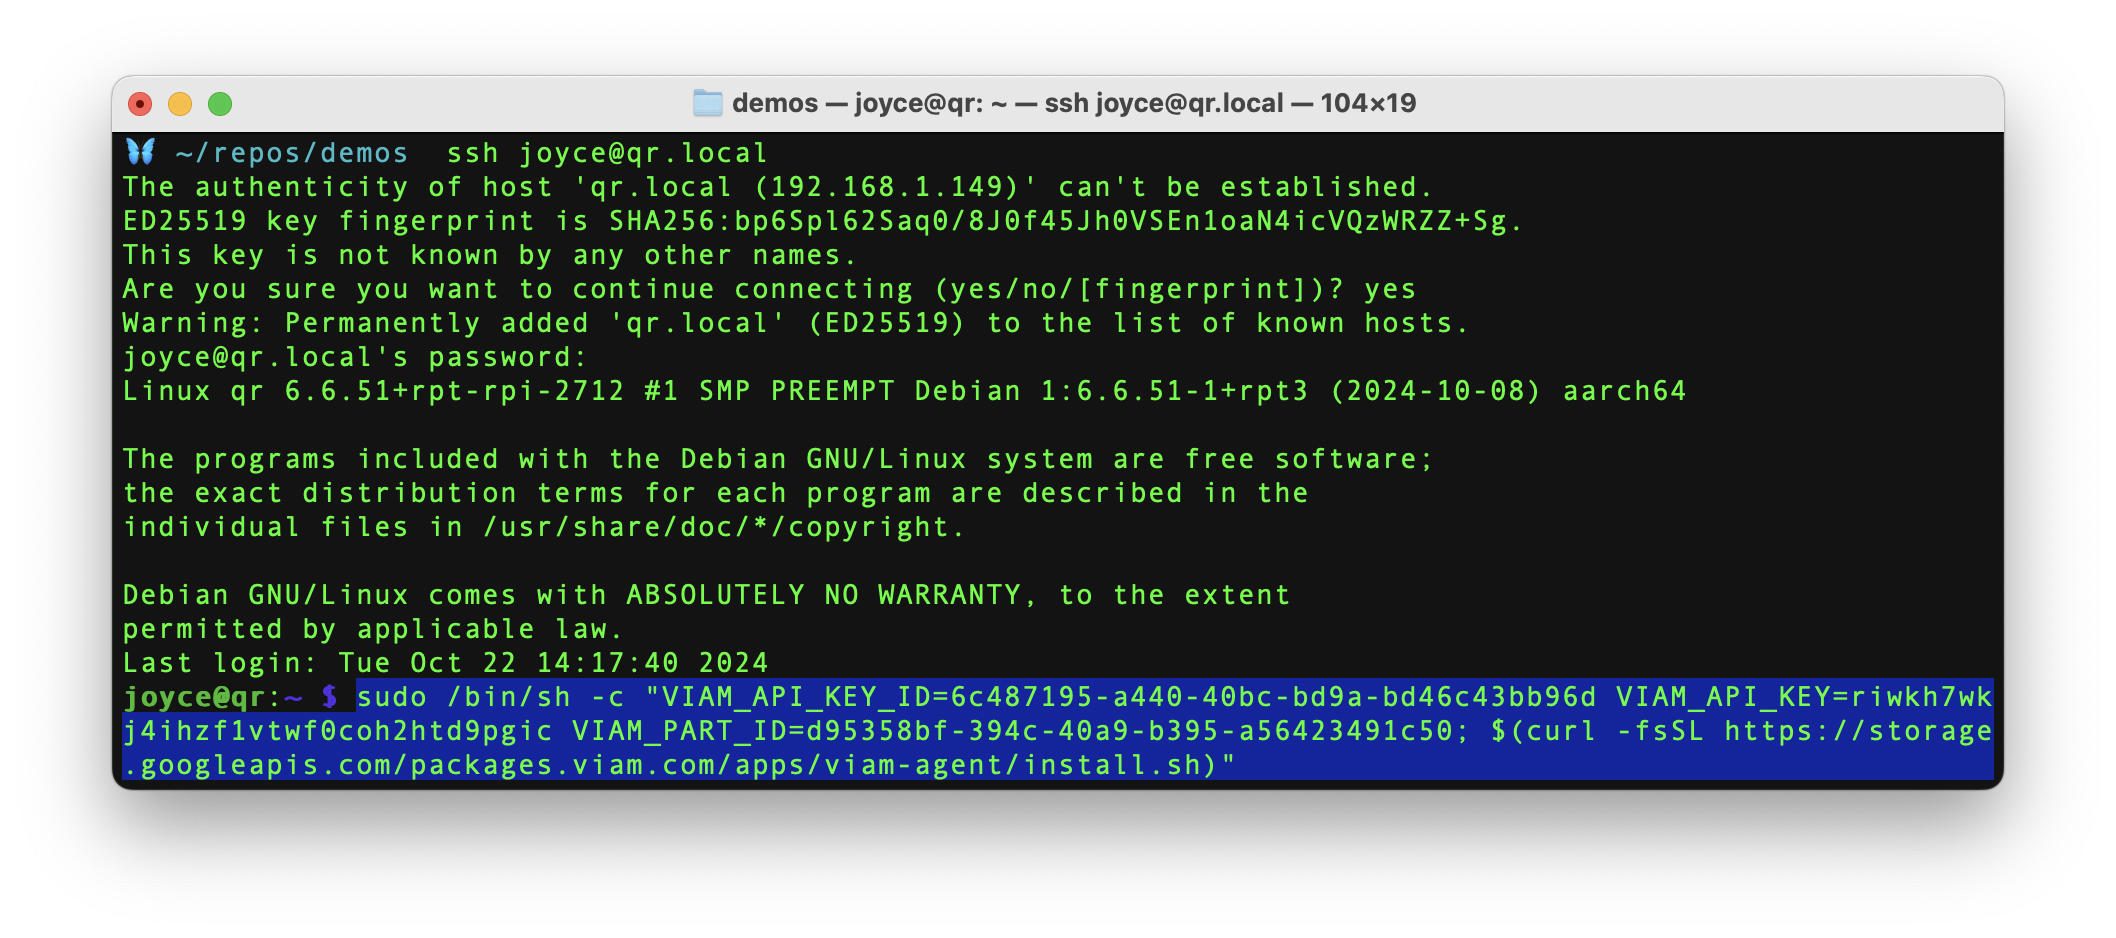 demos — joyce@qr: ~ — ssh joyce@qr.local — 104×19
~/repos/demos ssh joyce@qr.local
The authenticity of host 'qr.local (192.168.1.149)' can't be established.
ED25519 key fingerprint is SHA256:bp6Spl62Saq0/8J0f45Jh0VSEn1oaN4icVQzWRZZ+Sg.
This key is not known by any other names.
Are you sure you want to continue connecting (yes/no/[fingerprint])? yes
Warning: Permanently added 'qr.local' (ED25519) to the list of known hosts.
joyce@qr.local's password:
Linux qr 6.6.51+rpt-rpi-2712 #1 SMP PREEMPT Debian 1:6.6.51-1+rpt3 (2024-10-08) aarch64
The programs included with the Debian GNU/Linux system are free software;
the exact distribution terms for each program are described in the
individual files in /usr/share/doc/*/copyright.
Debian GNU/Linux comes with ABSOLUTELY NO WARRANTY, to the extent
permitted by applicable law.
Last login: Tue Oct 22 14:17:40 2024
joyce@qr:~ $ sudo /bin/sh -c "VIAM_API_KEY_ID=6c487195-a440-40bc-bd9a-bd46c43bb96d VIAM_API_KEY=riwkh7wk
j4ihzf1vtwf0coh2htd9pgic VIAM_PART_ID=d95358bf-394c-40a9-b395-a56423491c50; $(curl -fsSL https://storage
.googleapis.com/packages.viam.com/apps/viam-agent/install.sh)"